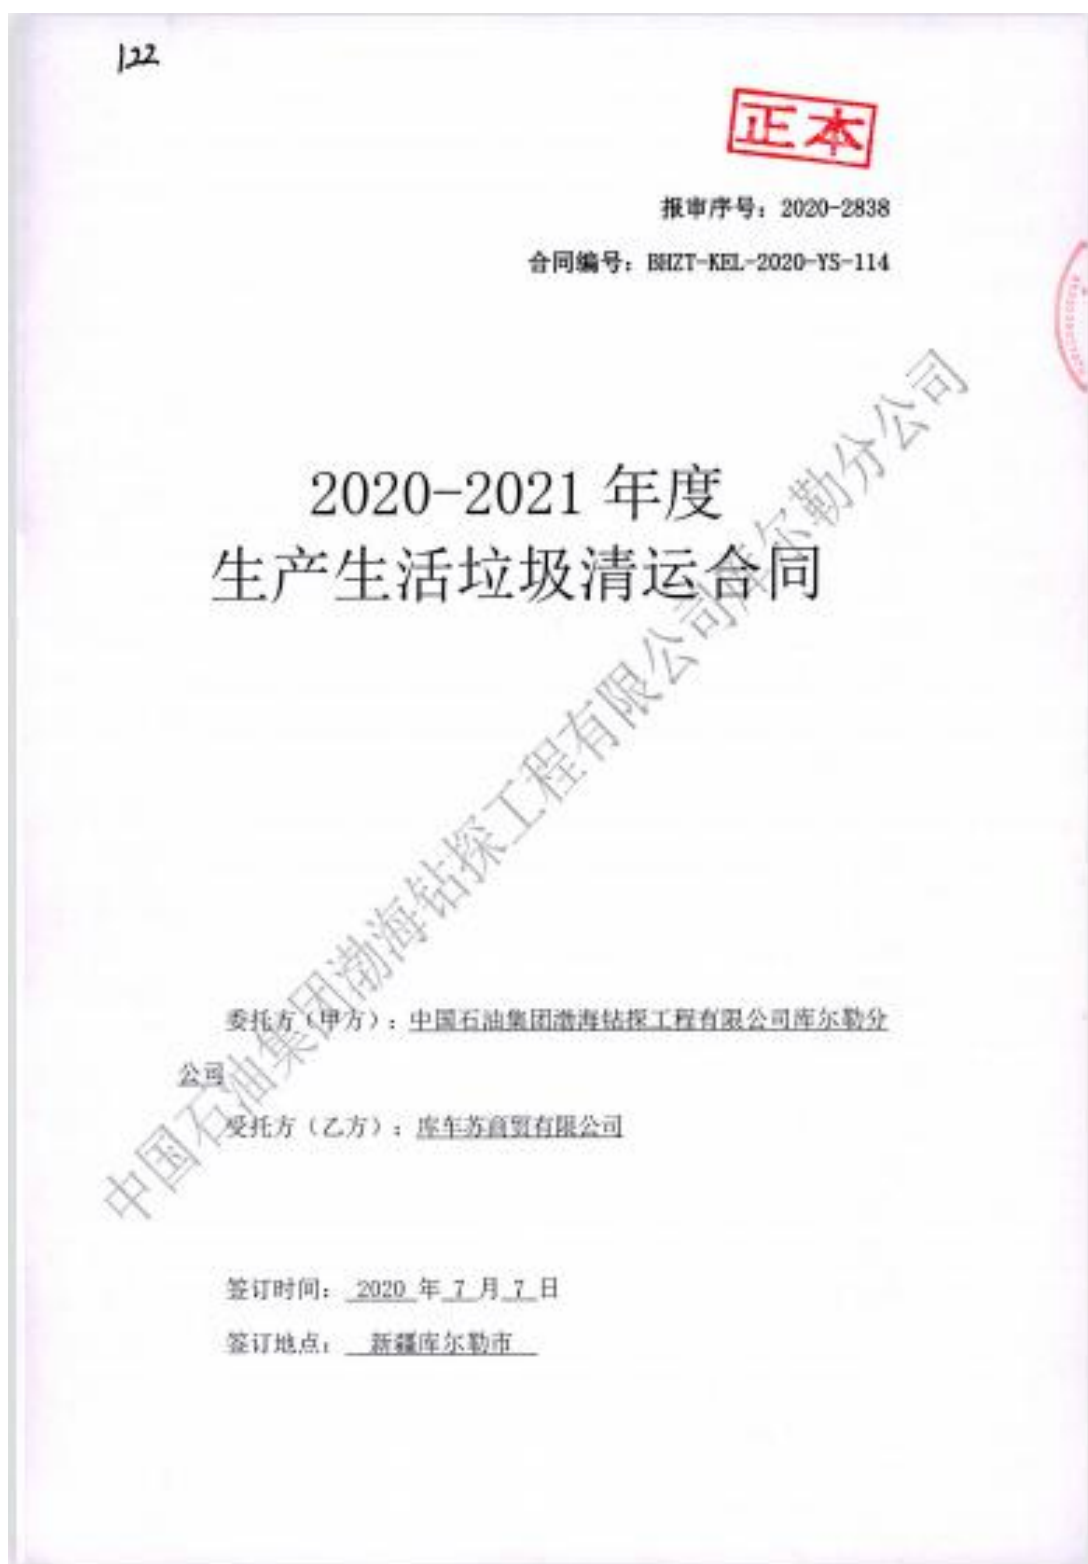 122
正本
报审序号：2020-2838
合同编号：BHZT-KEL-2020-YS-114
2020-2021 年度
生产生活垃圾清运合同
中国石油集团渤海钻探工程有限公司库尔勒分公司
委托方（甲方）：中国石油集团渤海钻探工程有限公司库尔勒分
公司
受托方（乙方）：库车苏商贸有限公司
签订时间： 2020 年 7 月 7 日
签订地点： 新疆库尔勒市